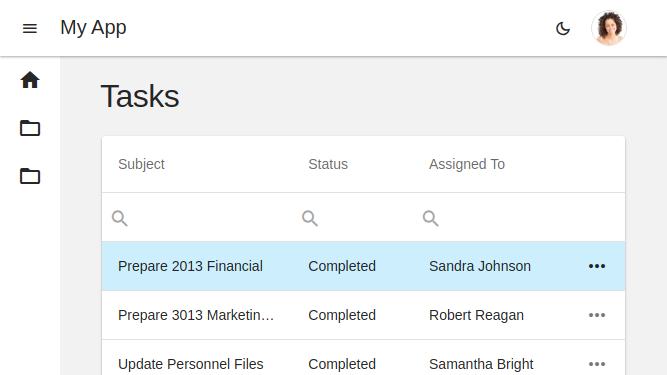 My App
Tasks
Subject Status Assigned To
Prepare 2013 Financial Completed Sandra Johnson
Prepare 3013 Marketin… Completed Robert Reagan
Update Personnel Files Completed Samantha Bright